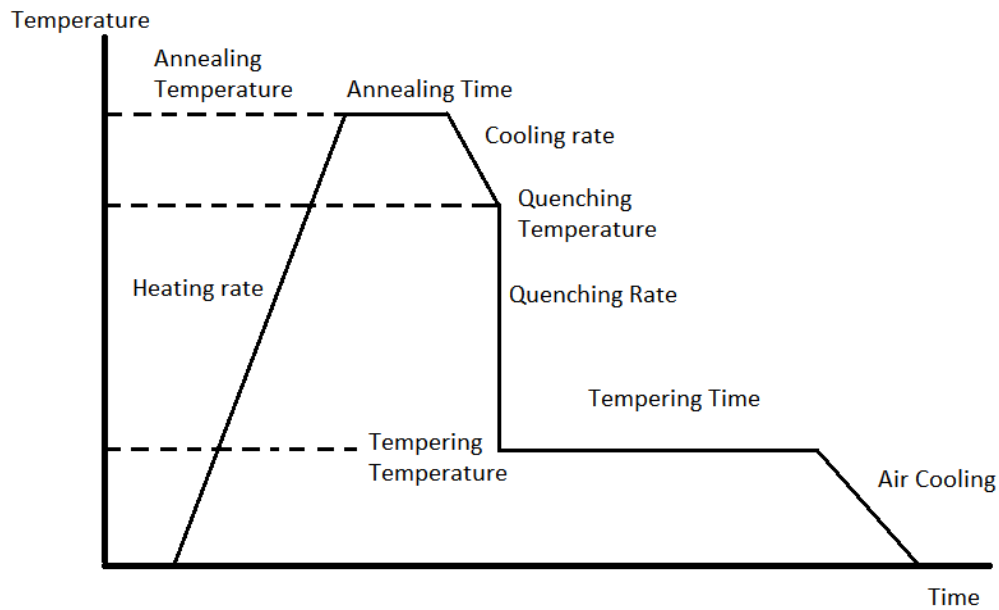 Temperature
Annealing
Temperature
Annealing Time
Cooling rate
Quenching
Temperature
Heating rate
Quenching Rate
Tempering Time
Tempering
Temperature
Air Cooling
Time